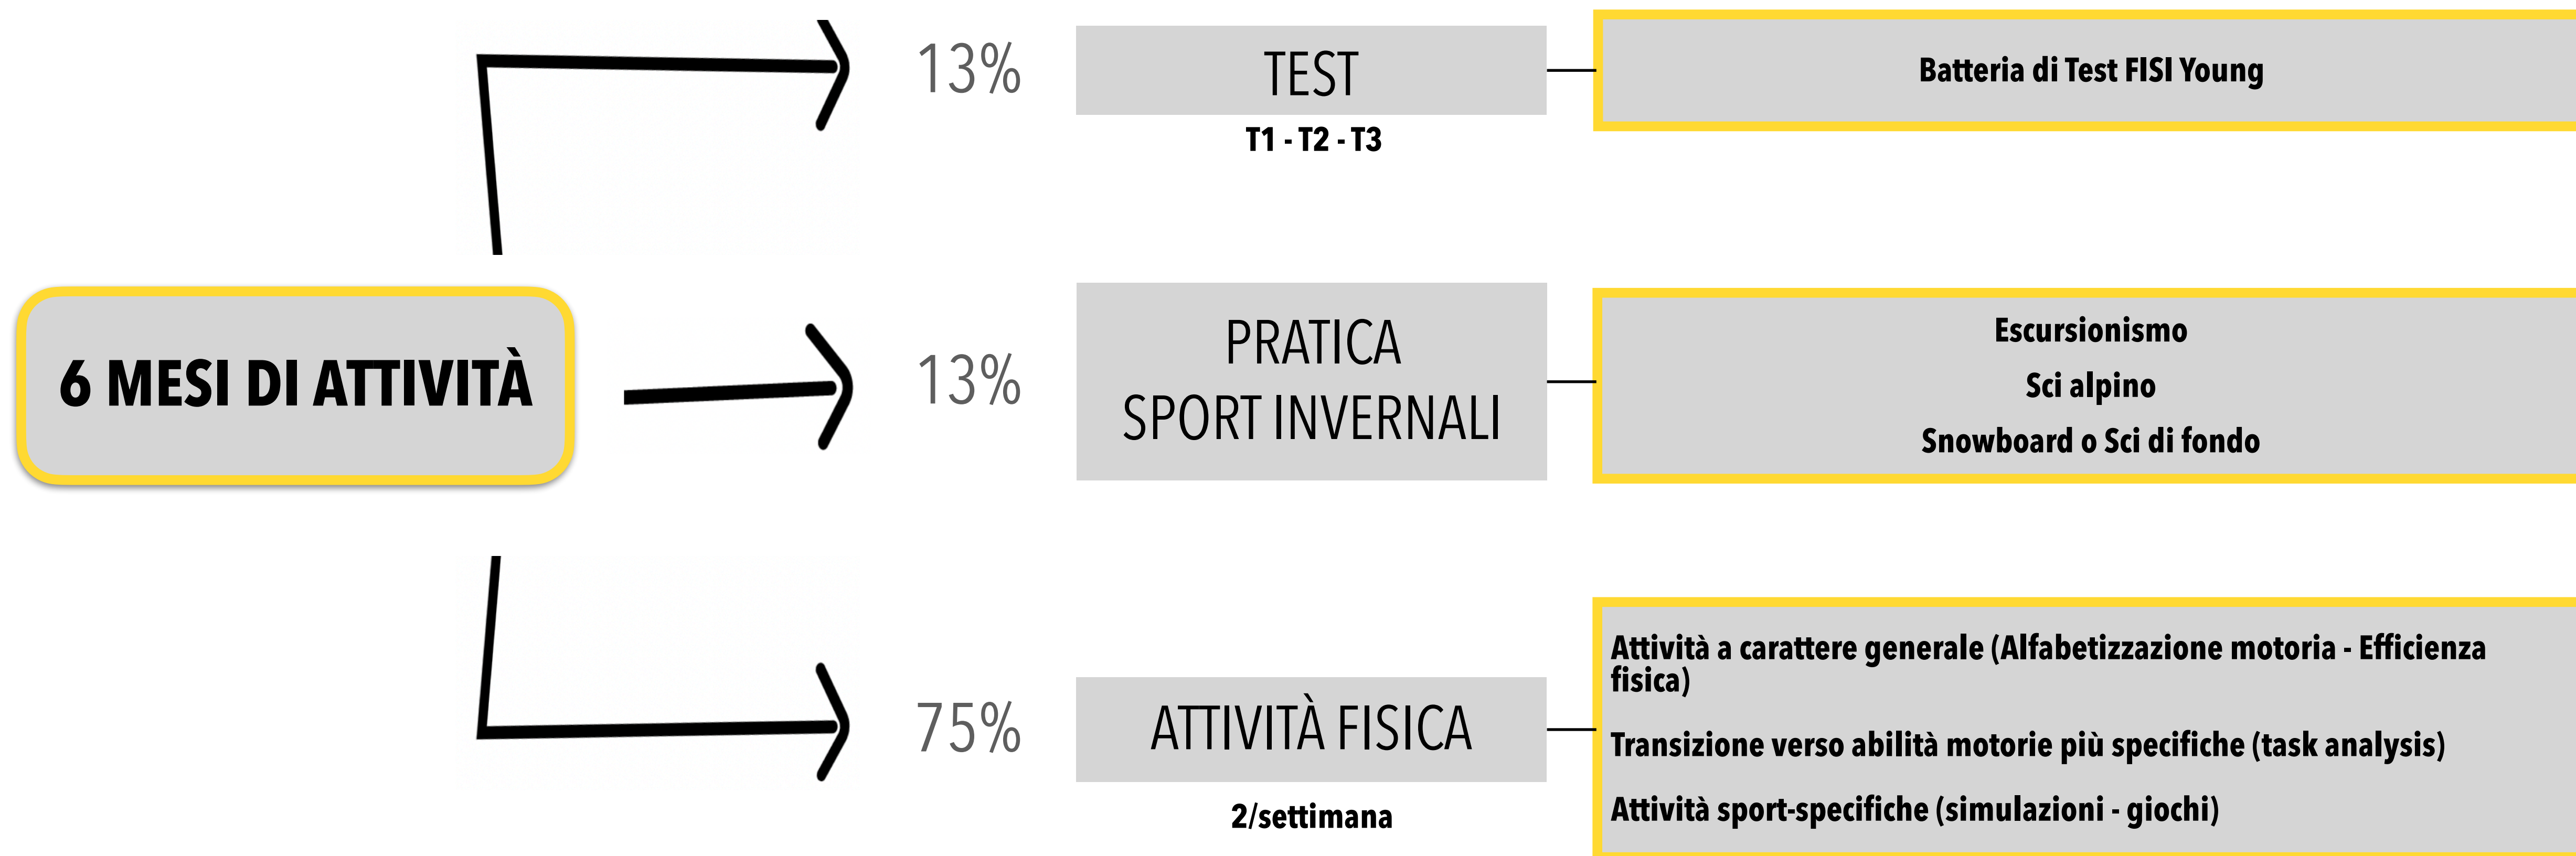 13%
TEST
T1 - T2 - T3
Batteria di Test FISI Young
6 MESI DI ATTIVITÀ
13%
PRATICA
SPORT INVERNALI
Escursionismo
Sci alpino
Snowboard o Sci di fondo
75%
ATTIVITÀ FISICA
2/settimana
Attività a carattere generale (Alfabetizzazione motoria - Efficienza
fisica)
Transizione verso abilità motorie più specifiche (task analysis)
Attività sport-specifiche (simulazioni - giochi)